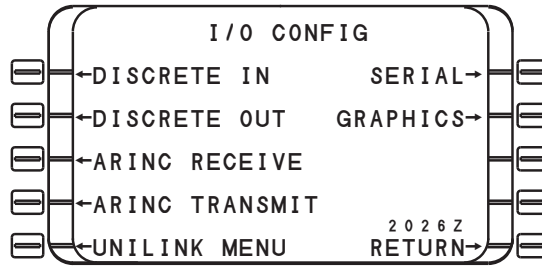 I/O CONFIG
←DISCRETE IN SERIAL→
←DISCRETE OUT GRAPHICS→
←ARINC RECEIVE
←ARINC TRANSMIT
2026Z
←UNILINK MENU RETURN→